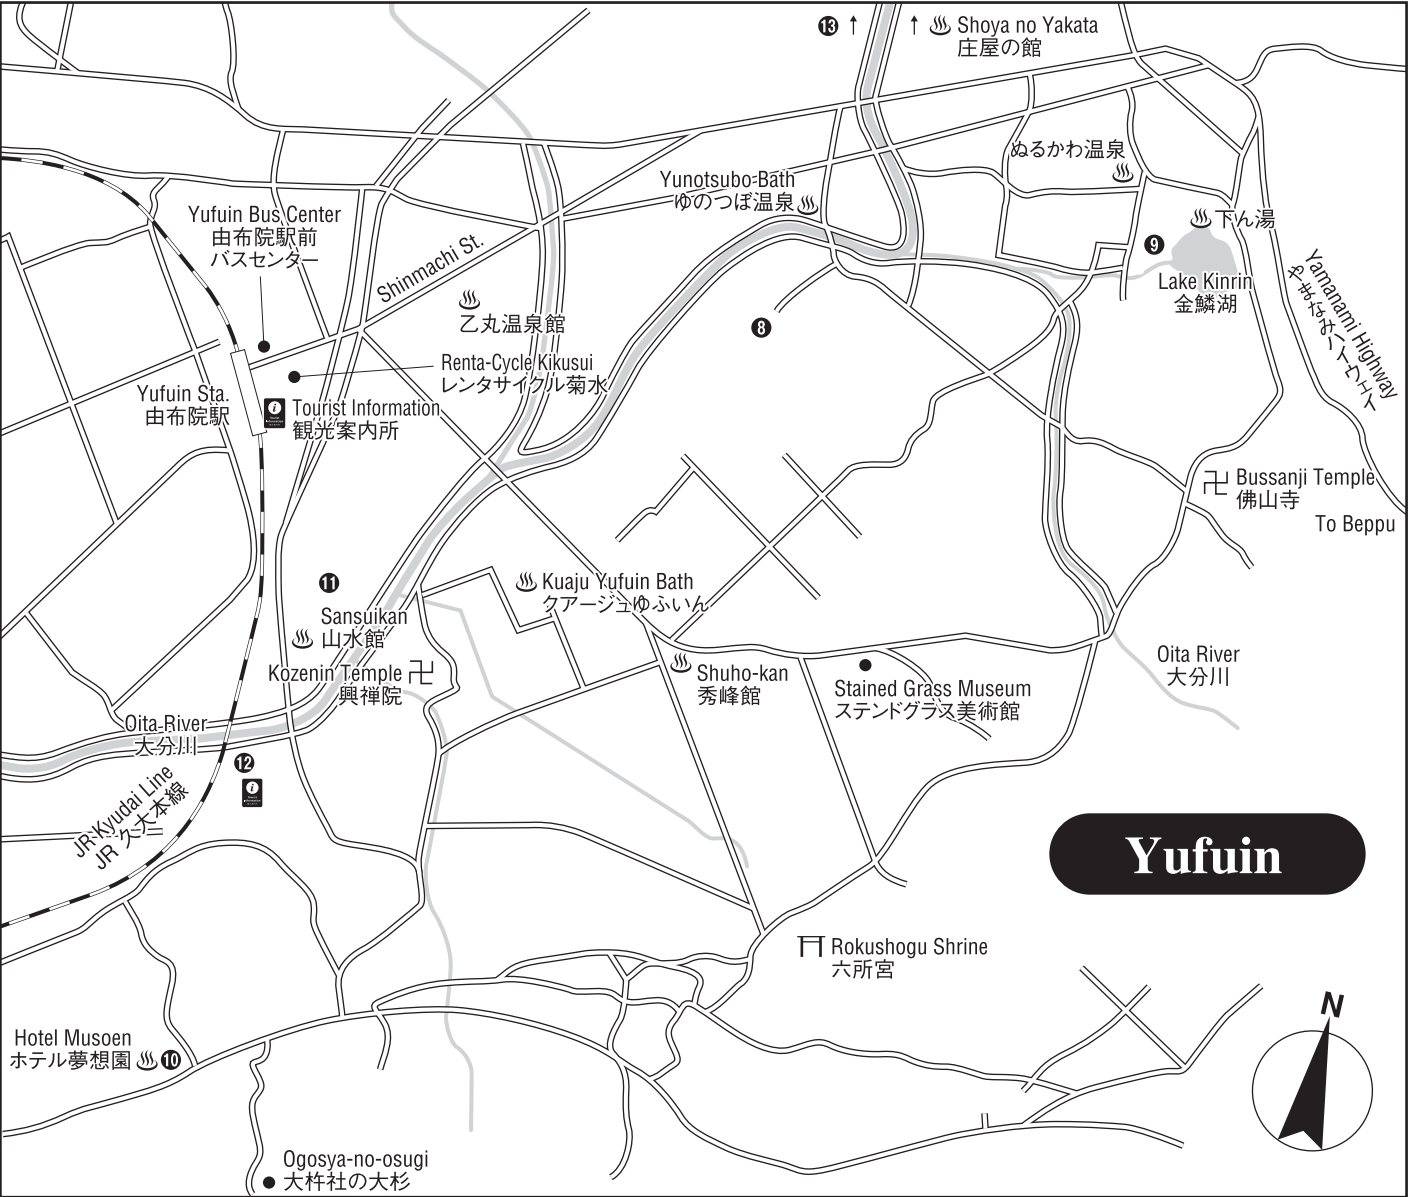 ⓭ ↑
↑ Shoya no Yakata
庄屋の館
ぬるかわ温泉
Yunotsubo Bath
ゆのつぼ温泉
Yufuin Bus Center
由布院駅前
バスセンター
下ん湯
❾
Lake Kinrin
金鱗湖
Yamanami Highway
やまなみハイウェイ
Shinmachi St.
乙丸温泉館
❽
Renta-Cycle Kikusui
レンタサイクル菊水
Yufuin Sta.
由布院駅
i
Tourist Information
観光案内所
Bussanji Temple
佛山寺
To Beppu
⓫
Kuaju Yufuin Bath
クアージュゆふいん
Sansuikan
山水館
Kozenin Temple
興禅院
Shuho-kan
秀峰館
Stained Grass Museum
ステンドグラス美術館
Oita River
大分川
Oita River
大分川
⓬
i
JR Kyudai Line
JR 久大本線
Yufuin
Rokushogu Shrine
六所宮
N
Hotel Musoen
ホテル夢想園
❿
Ogosya-no-osugi
大杵社の大杉